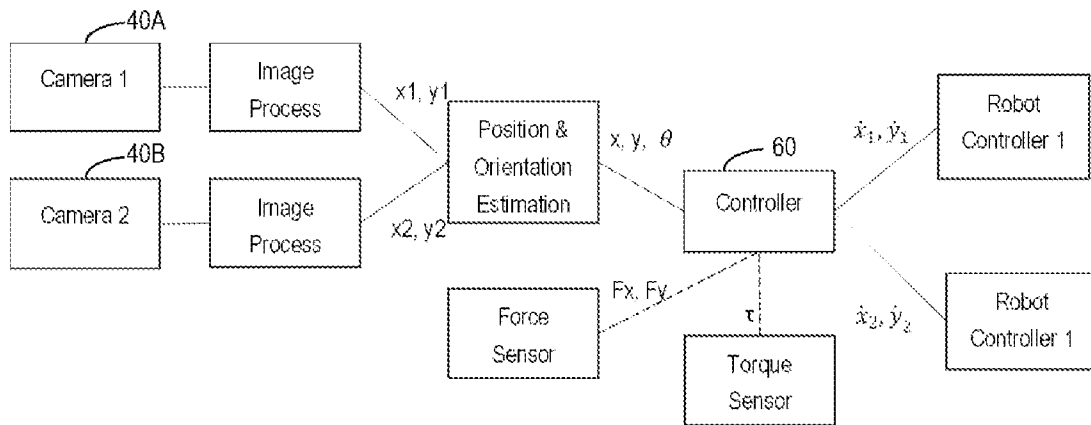 40A
Camera 1
Image
Process
x1, y1
40B
Camera 2
Image
Process
x2, y2
Position &
Orientation
Estimation
x, y, θ
60
Controller
Fx, Fy
Force
Sensor
τ
Torque
Sensor
ẋ₁, ẏ₁
Robot
Controller 1
ẋ₂, ẏ₂
Robot
Controller 1